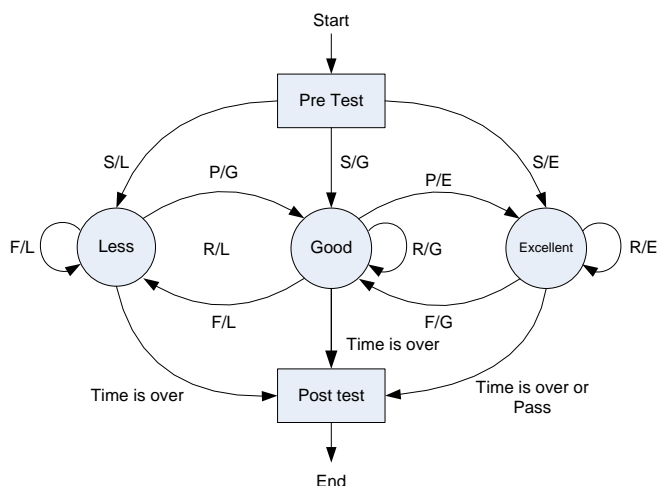 Start
Pre Test
S/L
S/G
S/E
P/G
P/E
F/L
Less
R/L
Good
R/G
Excellent
R/E
F/L
F/G
Time is over
Time is over
Time is over or
Pass
Post test
End